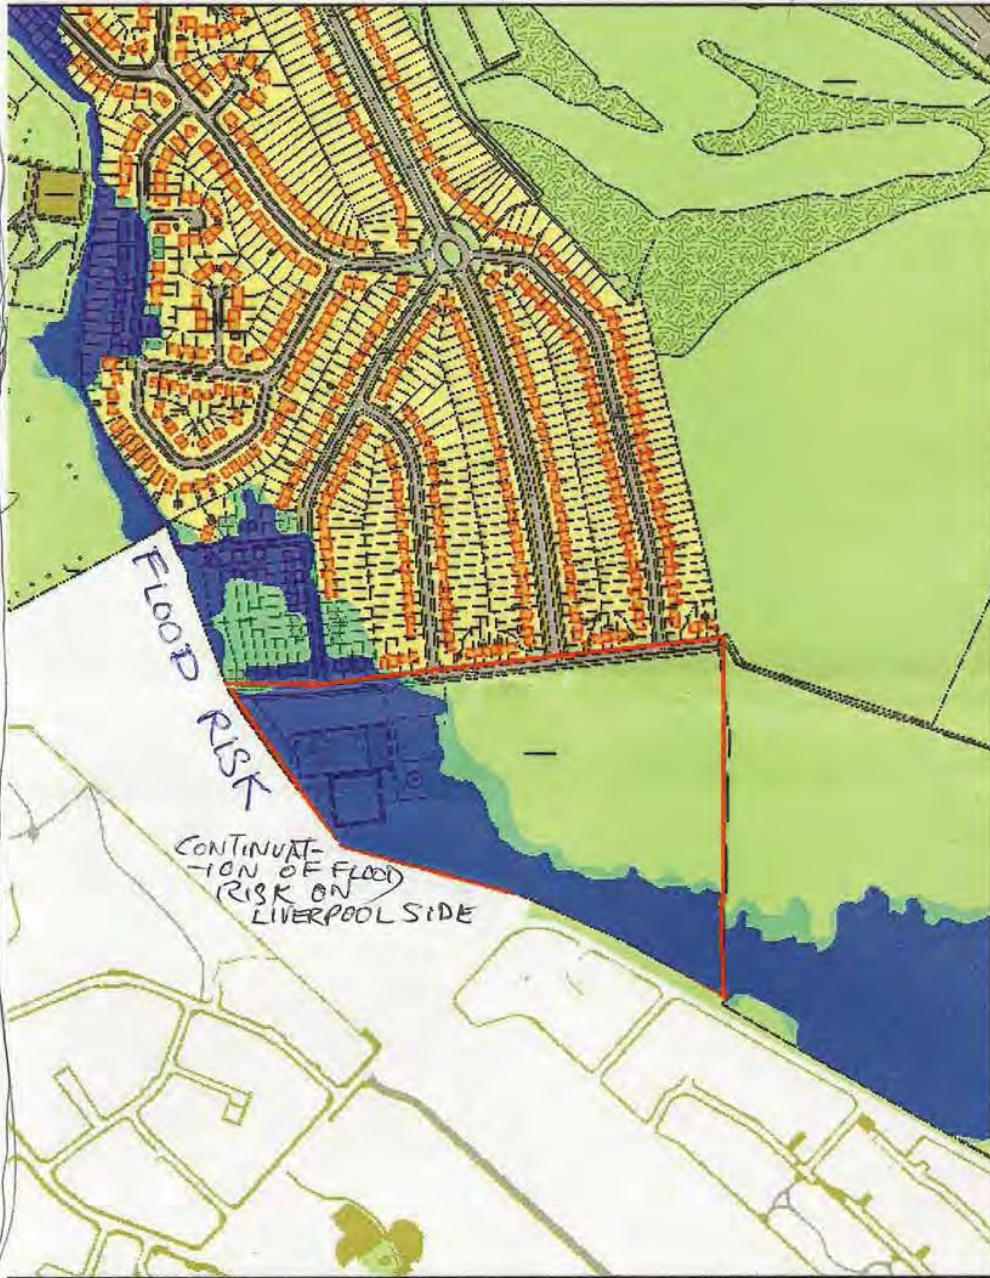 FLOOD RISK
CONTINUAT-
-ION OF FLOOD
RISK ON
LIVERPOOL SIDE